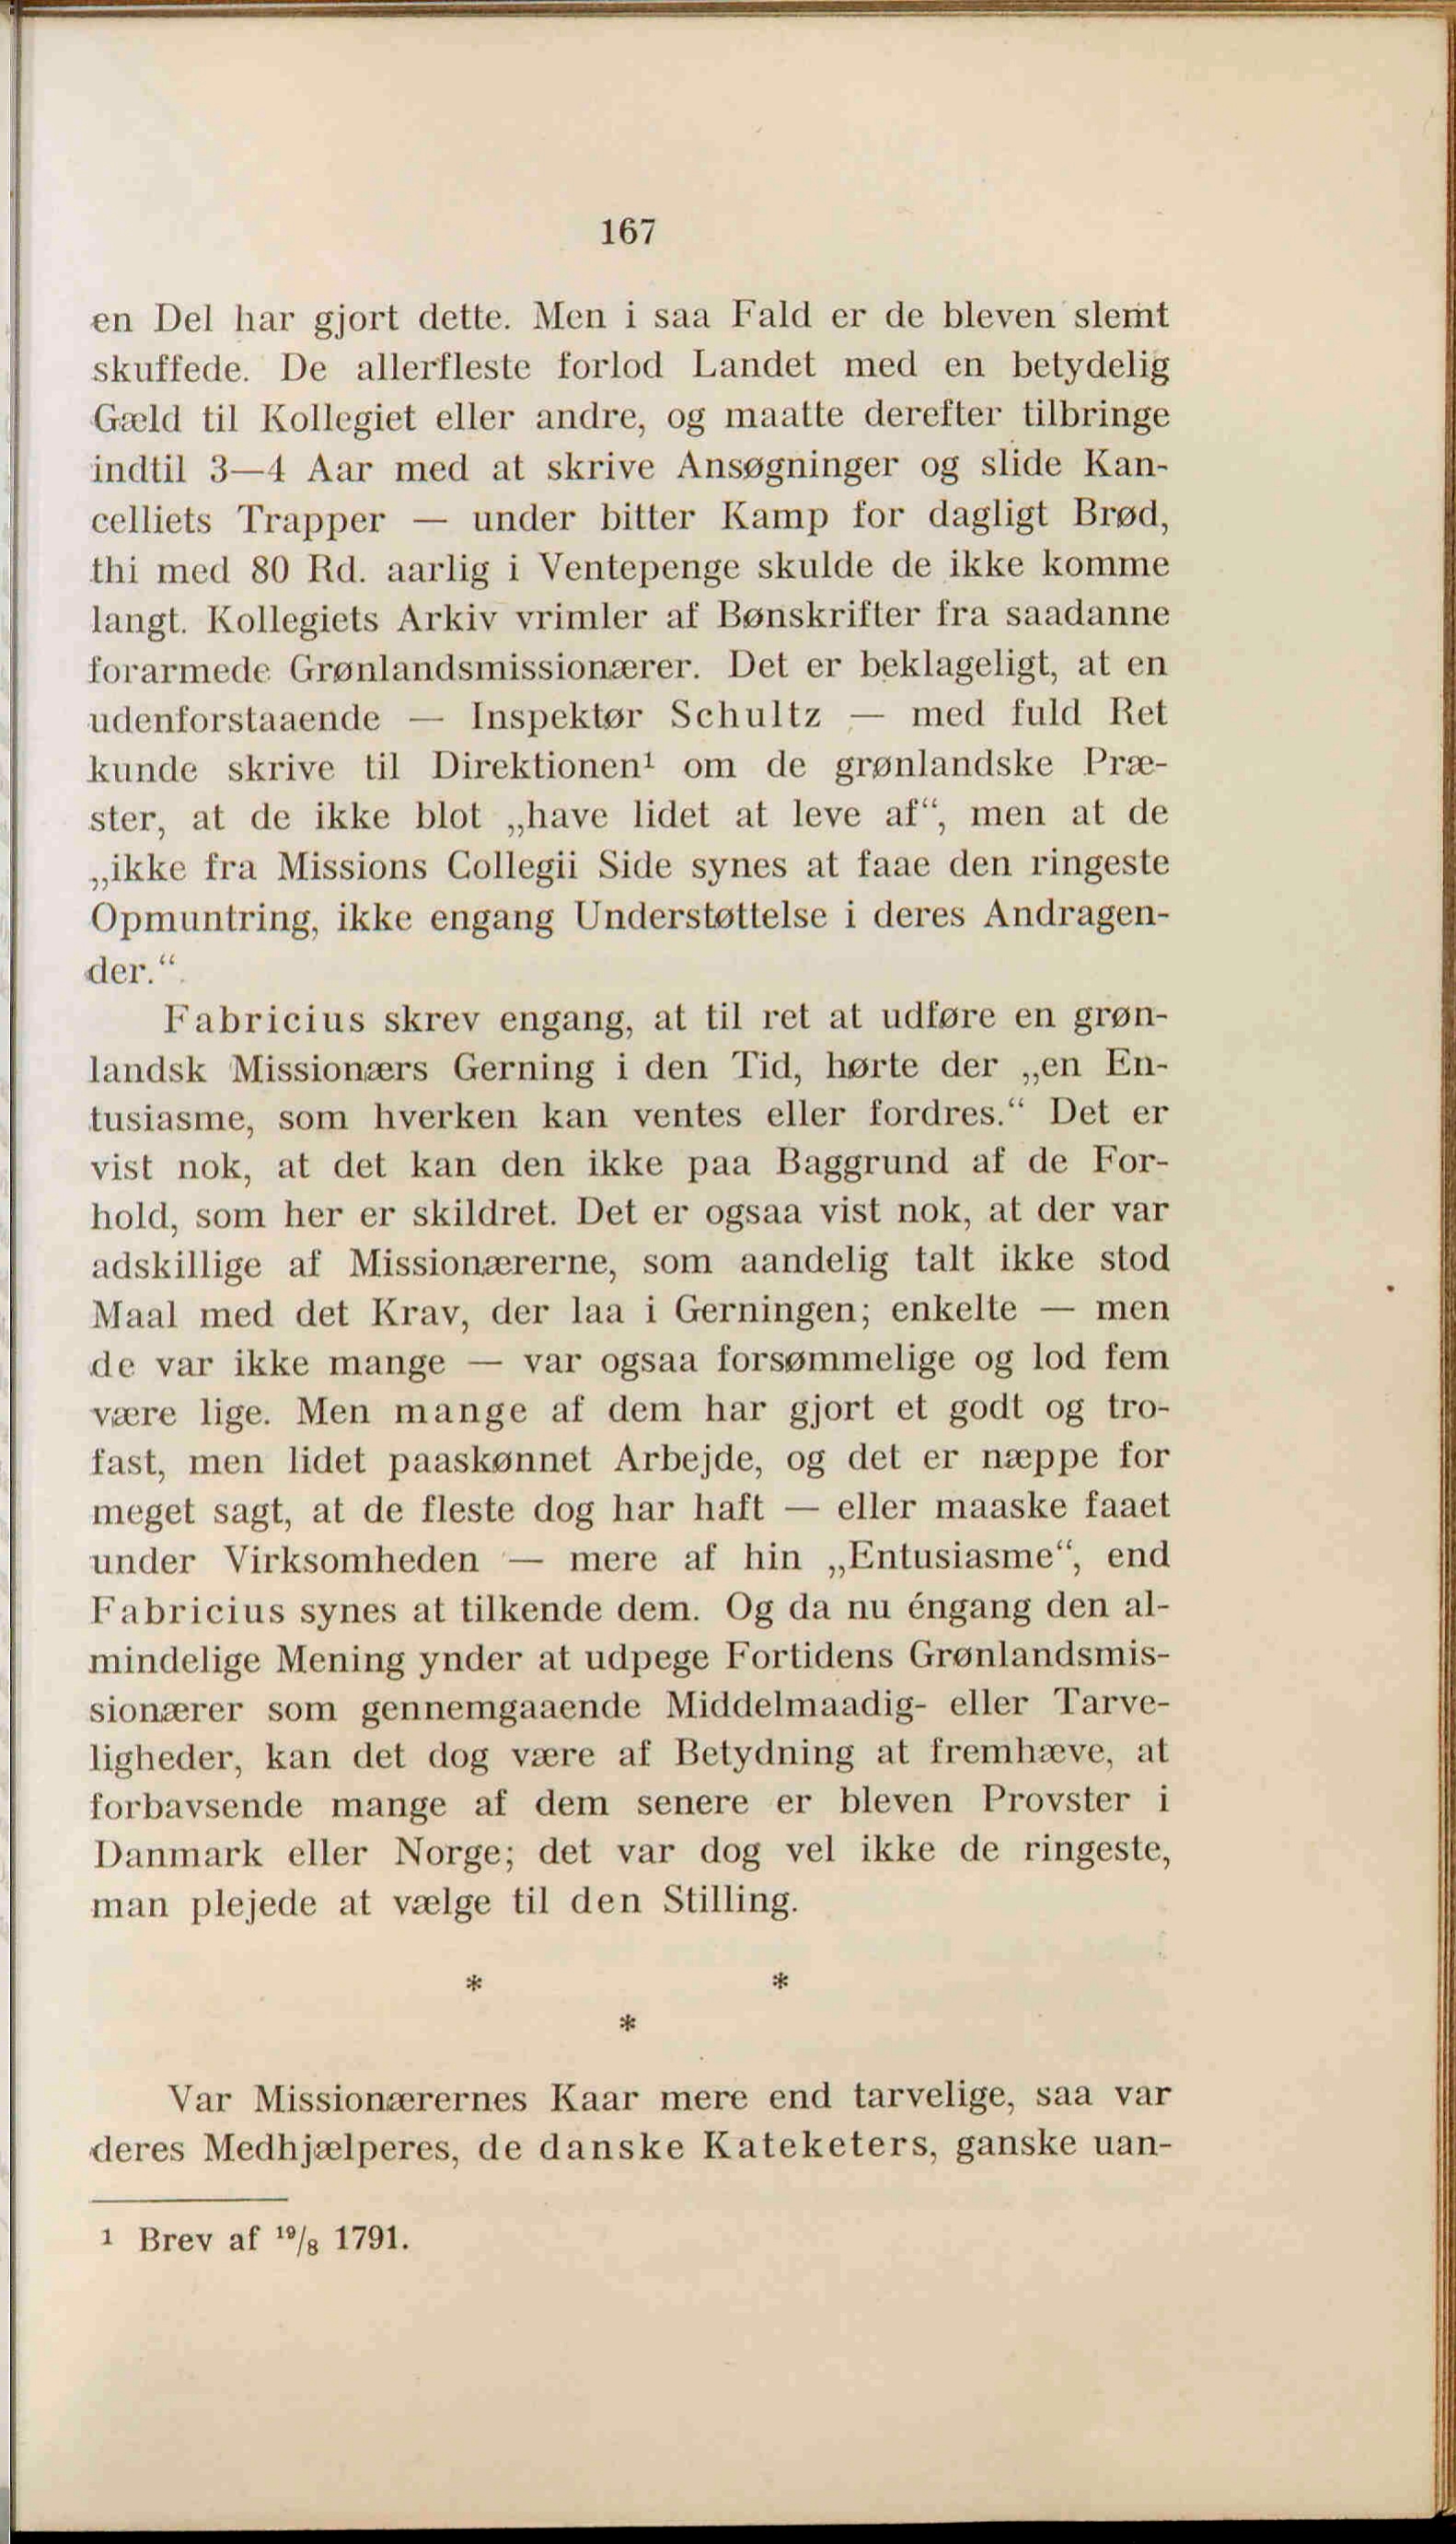 167
en Del har gjort dette. Men i saa Fald er de bleven slemt
skuffede. De allerfleste forlod Landet med en betydelig
Gæld til Kollegiet eller andre, og maatte derefter tilbringe
indtil 3—4 Aar med at skrive Ansøgninger og slide Kan-
celliets Trapper — under bitter Kamp for dagligt Brød,
thi med 80 Rd. aarlig i Ventepenge skulde de ikke komme
langt. Kollegiets Arkiv vrimler af Bønskrifter fra saadanne
forarmede Grønlandsmissionærer. Det er beklageligt, at en
udenforstaaende — Inspektør Schultz — med fuld Ret
kunde skrive til Direktionen¹ om de grønlandske Præ-
ster, at de ikke blot „have lidet at leve af“, men at de
„ikke fra Missions Collegii Side synes at faae den ringeste
Opmuntring, ikke engang Understøttelse i deres Andragen-
der.“
Fabricius skrev engang, at til ret at udføre en grøn-
landsk Missionærs Gerning i den Tid, hørte der „en En-
tusiasme, som hverken kan ventes eller fordres.“ Det er
vist nok, at det kan den ikke paa Baggrund af de For-
hold, som her er skildret. Det er ogsaa vist nok, at der var
adskillige af Missionærerne, som aandelig talt ikke stod
Maal med det Krav, der laa i Gerningen; enkelte — men
de var ikke mange — var ogsaa forsømmelige og lod fem
være lige. Men mange af dem har gjort et godt og tro-
fast, men lidet paaskønnet Arbejde, og det er næppe for
meget sagt, at de fleste dog har haft — eller maaske faaet
under Virksomheden — mere af hin „Entusiasme“, end
Fabricius synes at tilkende dem. Og da nu éngang den al-
mindelige Mening ynder at udpege Fortidens Grønlandsmis-
sionærer som gennemgaaende Middelmaadig- eller Tarve-
ligheder, kan det dog være af Betydning at fremhæve, at
forbavsende mange af dem senere er bleven Provster i
Danmark eller Norge; det var dog vel ikke de ringeste,
man plejede at vælge til den Stilling.
* *
*
Var Missionærernes Kaar mere end tarvelige, saa var
deres Medhjælperes, de danske Kateketers, ganske uan-
1 Brev af ¹⁹/₈ 1791.